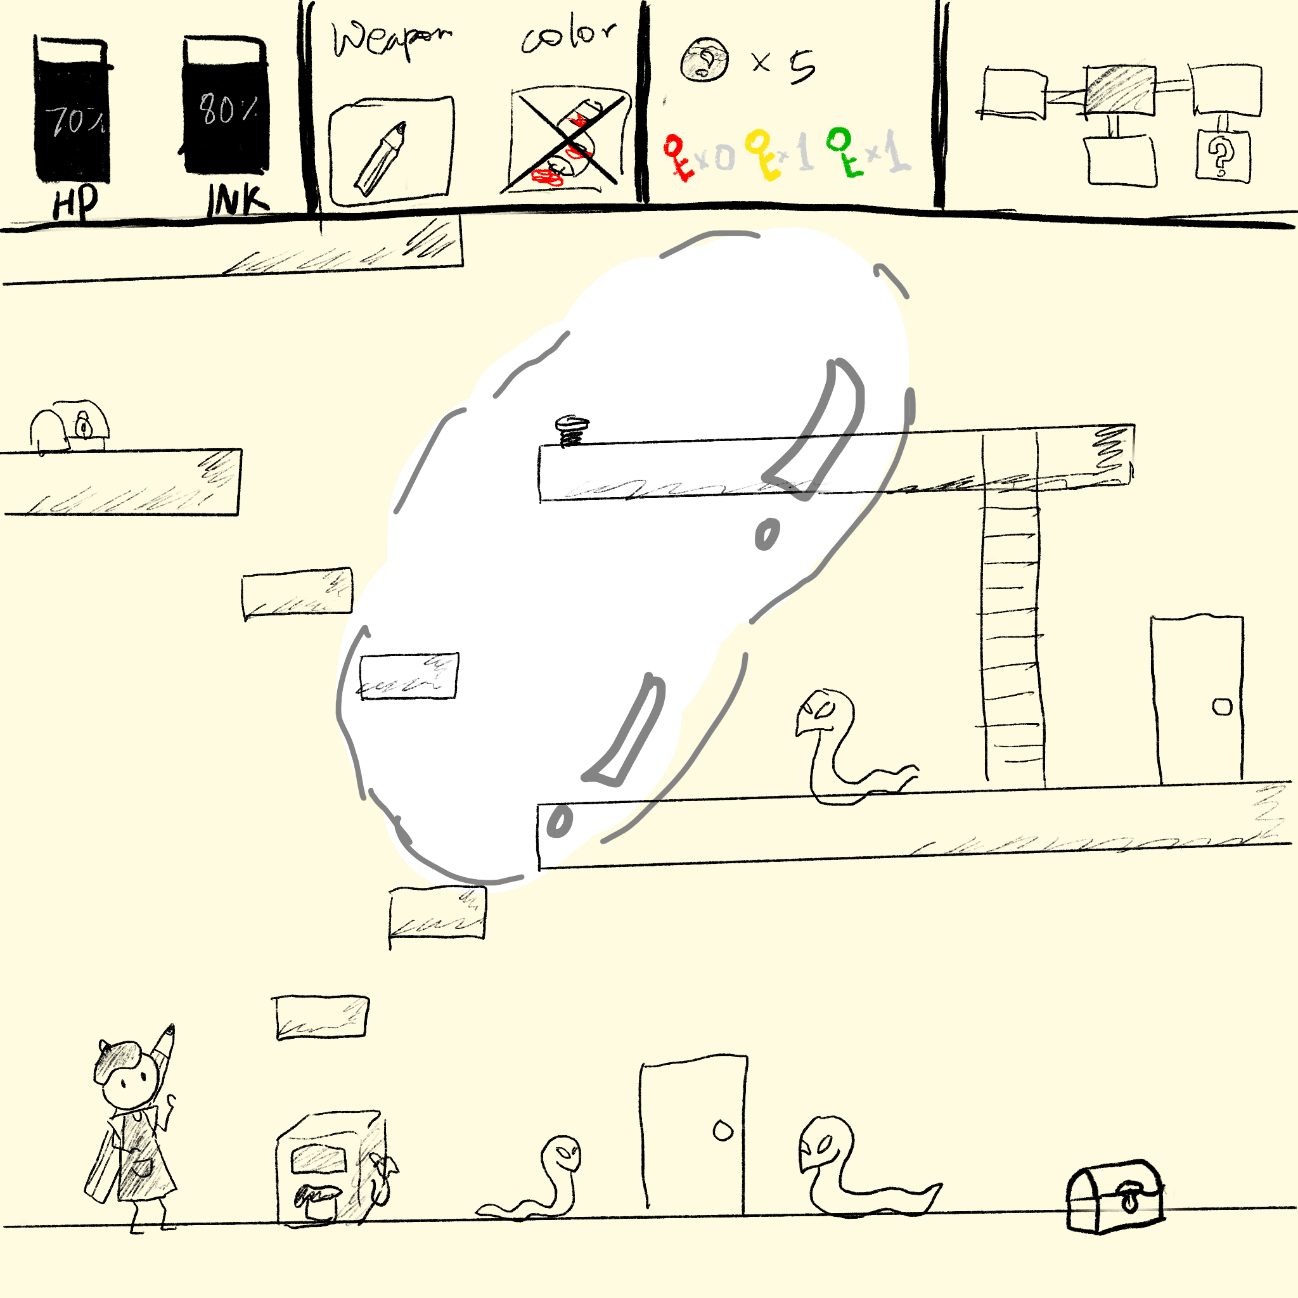 70%
HP
80%
INK
Weapon
color
? × 5
×0 ×1 ×1
?
!
!